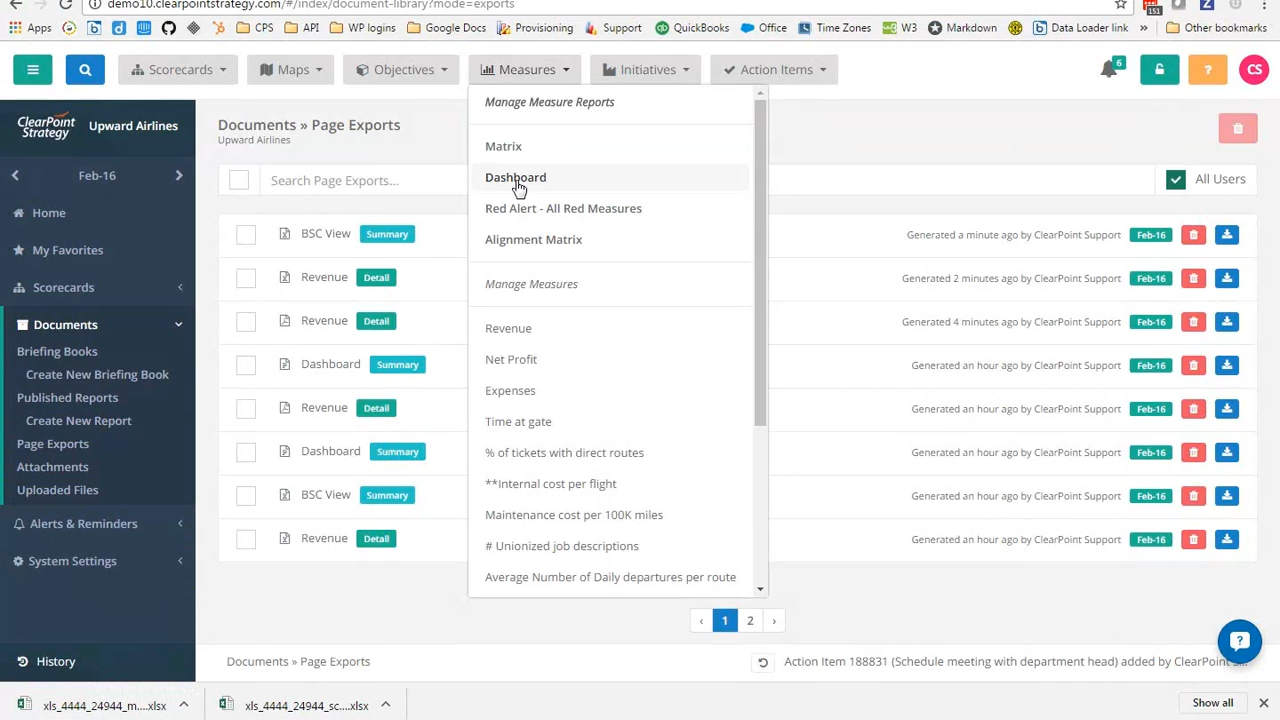 demo10.clearpointstrategy.com/#/index/document-library?mode=exports
151
Apps
CPS
API
WP logins
Google Docs
Provisioning
Support
QuickBooks
Office
Time Zones
W3
Markdown
Data Loader link
»
Other bookmarks
Scorecards
Maps
Objectives
Measures
Initiatives
Action Items
6
?
CS
ClearPoint
Strategy
Upward Airlines
Feb-16
Home
My Favorites
Scorecards
Documents
Briefing Books
Create New Briefing Book
Published Reports
Create New Report
Page Exports
Attachments
Uploaded Files
Alerts & Reminders
System Settings
History
Documents » Page Exports
Upward Airlines
Search Page Exports...
All Users
Manage Measure Reports
Matrix
Dashboard
Red Alert - All Red Measures
Alignment Matrix
Manage Measures
Revenue
Net Profit
Expenses
Time at gate
% of tickets with direct routes
**Internal cost per flight
Maintenance cost per 100K miles
# Unionized job descriptions
Average Number of Daily departures per route
BSC View Summary Generated a minute ago by ClearPoint Support Feb-16
Revenue Detail Generated 2 minutes ago by ClearPoint Support Feb-16
Revenue Detail Generated 4 minutes ago by ClearPoint Support Feb-16
Dashboard Summary Generated an hour ago by ClearPoint Support Feb-16
Revenue Detail Generated an hour ago by ClearPoint Support Feb-16
Dashboard Summary Generated an hour ago by ClearPoint Support Feb-16
BSC View Summary Generated an hour ago by ClearPoint Support Feb-16
Revenue Detail Generated an hour ago by ClearPoint Support Feb-16
‹ 1 2 ›
Documents » Page Exports
Action Item 188831 (Schedule meeting with department head) added by ClearPoint S...
xls_4444_24944_m....xlsx
xls_4444_24944_sc....xlsx
Show all